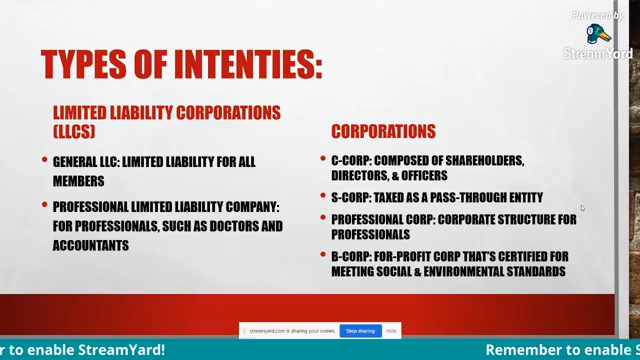 Powered by
StreamYard
TYPES OF INTENTIES:
LIMITED LIABILITY CORPORATIONS
(LLCS)
• GENERAL LLC: LIMITED LIABILITY FOR ALL
MEMBERS
• PROFESSIONAL LIMITED LIABILITY COMPANY:
FOR PROFESSIONALS, SUCH AS DOCTORS AND
ACCOUNTANTS
CORPORATIONS
• C-CORP: COMPOSED OF SHAREHOLDERS,
DIRECTORS, & OFFICERS
• S-CORP: TAXED AS A PASS-THROUGH ENTITY
• PROFESSIONAL CORP: CORPORATE STRUCTURE FOR
PROFESSIONALS
• B-CORP: FOR-PROFIT CORP THAT'S CERTIFIED FOR
MEETING SOCIAL & ENVIRONMENTAL STANDARDS
streamyard.com is sharing your screen. Stop sharing Hide
r to enable StreamYard! Remember to enable S